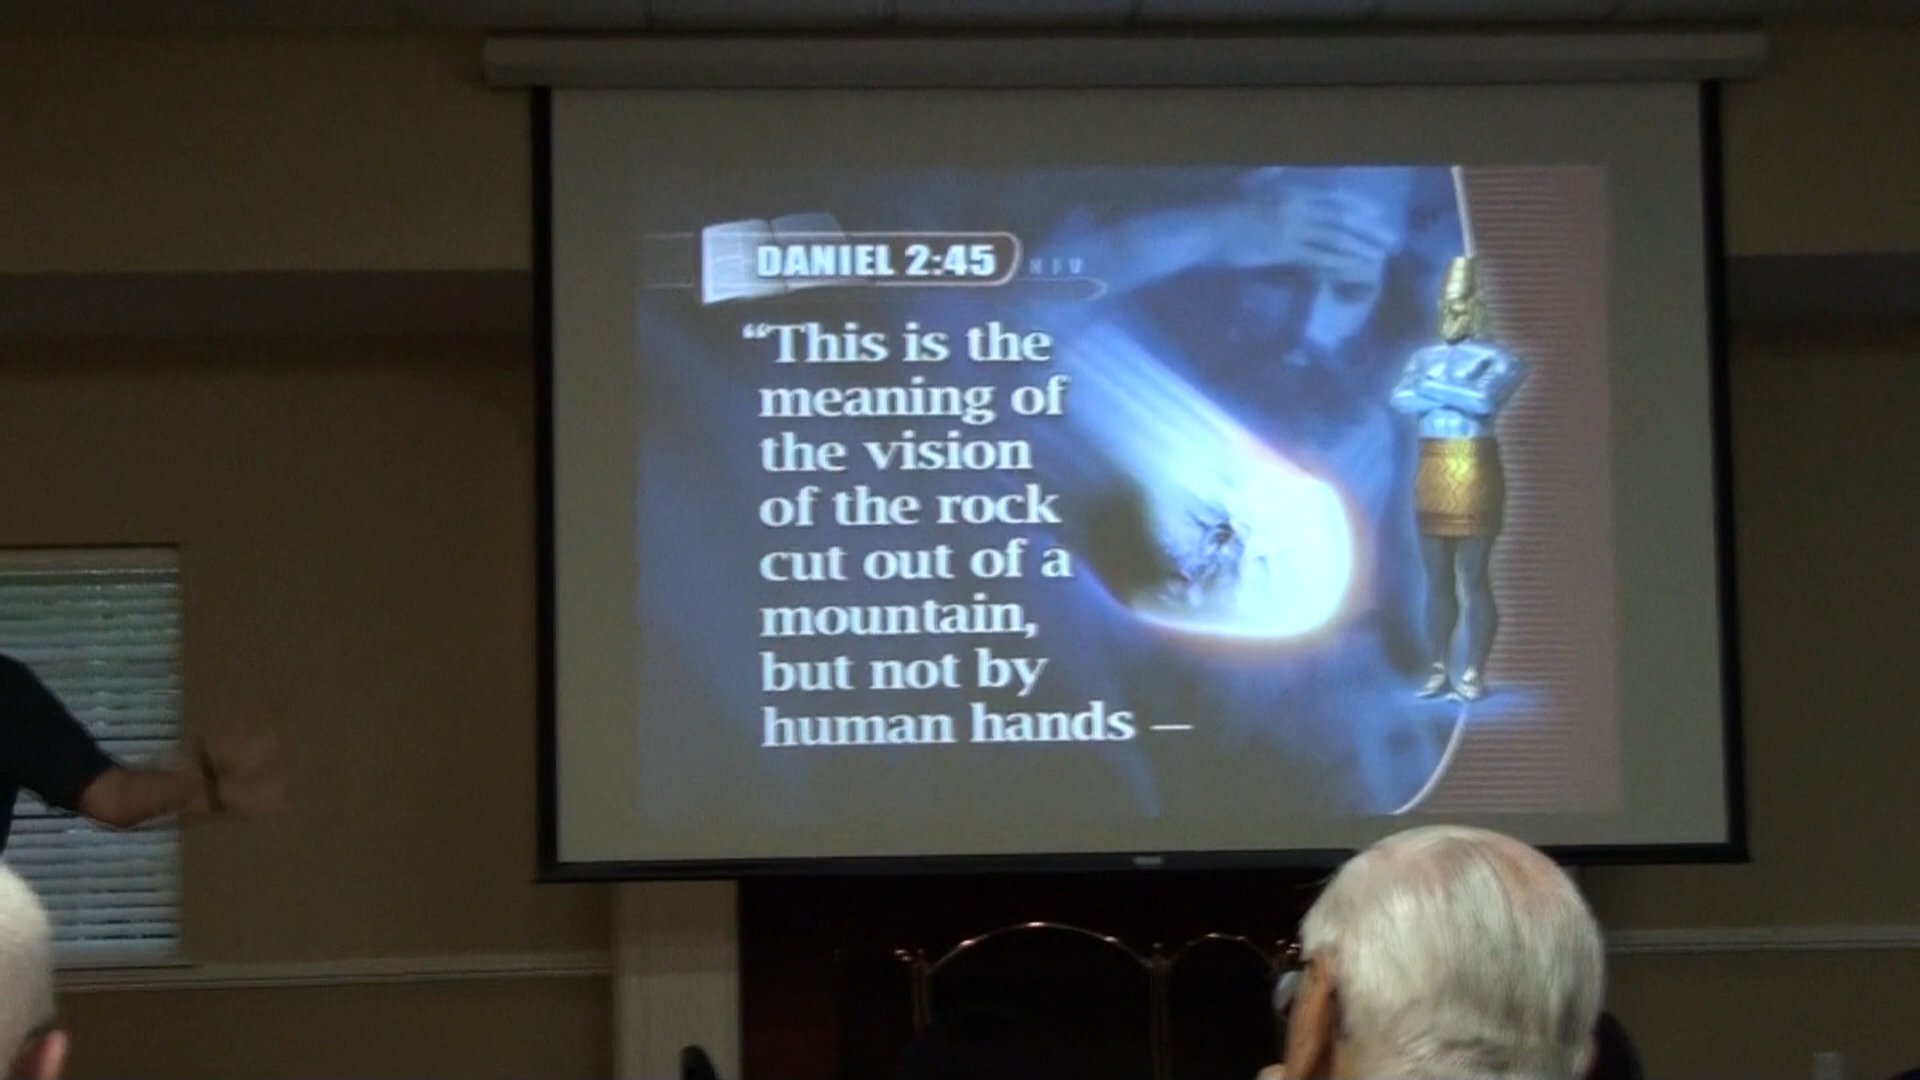 DANIEL 2:45 NIV
“This is the
meaning of
the vision
of the rock
cut out of a
mountain,
but not by
human hands –